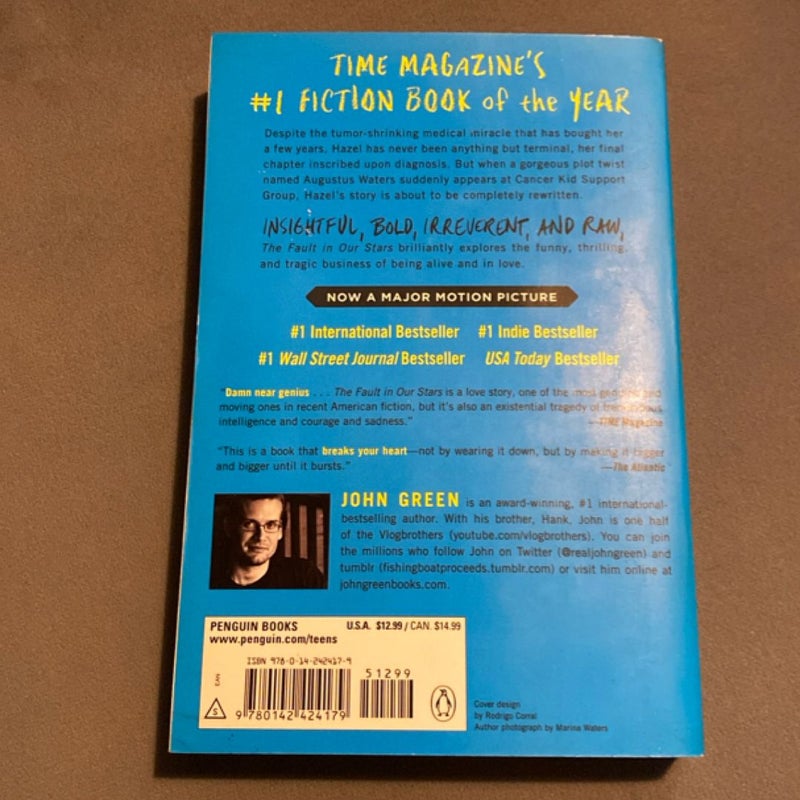 TIME MAGAZINE'S
#1 FICTION BOOK of the YEAR
Despite the tumor-shrinking medical miracle that has bought her
a few years, Hazel has never been anything but terminal, her final
chapter inscribed upon diagnosis. But when a gorgeous plot twist
named Augustus Waters suddenly appears at Cancer Kid Support
Group, Hazel's story is about to be completely rewritten.
INSIGHTFUL, BOLD, IRREVERENT, AND RAW,
The Fault in Our Stars brilliantly explores the funny, thrilling,
and tragic business of being alive and in love.
NOW A MAJOR MOTION PICTURE
#1 International Bestseller #1 Indie Bestseller
#1 Wall Street Journal Bestseller USA Today Bestseller
"Damn near genius . . . The Fault in Our Stars is a love story, one of the most genuine and
moving ones in recent American fiction, but it's also an existential tragedy of tremendous
intelligence and courage and sadness." —TIME Magazine
"This is a book that breaks your heart—not by wearing it down, but by making it bigger
and bigger until it bursts." —The Atlantic
JOHN GREEN is an award-winning, #1 international-
bestselling author. With his brother, Hank, John is one half
of the Vlogbrothers (youtube.com/vlogbrothers). You can join
the millions who follow John on Twitter (@realjohngreen) and
tumblr (fishingboatproceeds.tumblr.com) or visit him online at
johngreenbooks.com.
PENGUIN BOOKS U.S.A. $12.99 / CAN. $14.99
www.penguin.com/teens
ISBN 978-0-14-242417-9
51299
EAN
S
9 780142 424179
Cover design
by Rodrigo Corral
Author photograph by Marina Waters